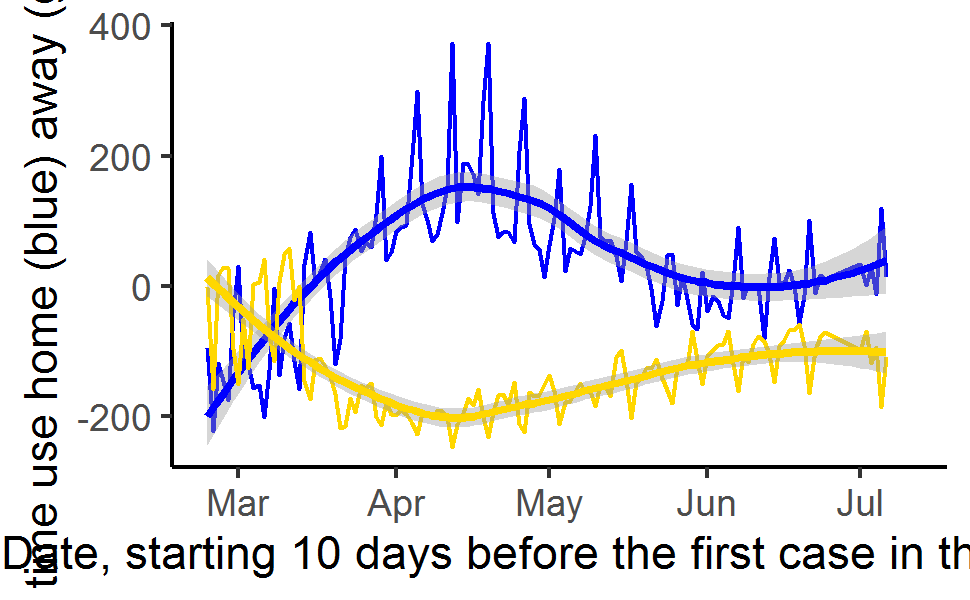 time use home (blue) away (
400
200
0
-200
Mar Apr May Jun Jul
Date, starting 10 days before the first case in th